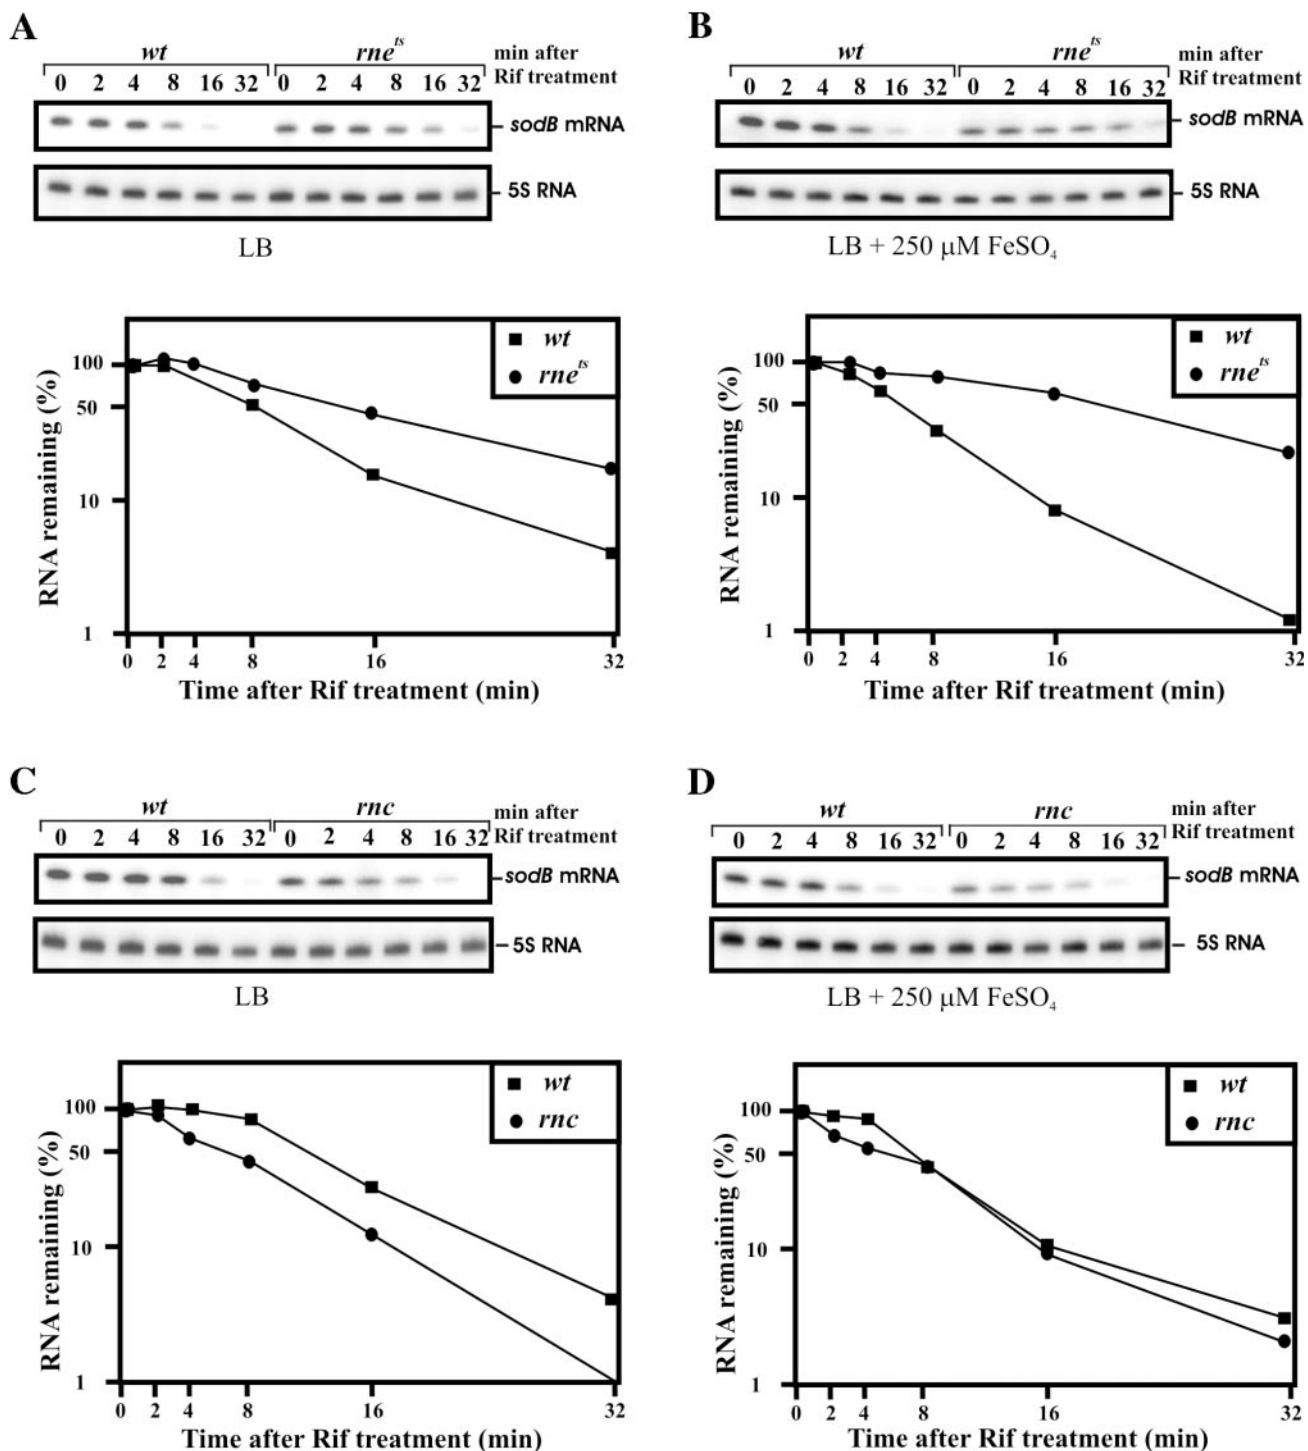 A
wt
rne ts
min after
Rif treatment
0 2 4 8 16 32 0 2 4 8 16 32
sodB mRNA
5S RNA
LB
100
50
10
1
RNA remaining (%)
wt
rne ts
0 2 4 8 16 32
Time after Rif treatment (min)
B
wt
rne ts
min after
Rif treatment
0 2 4 8 16 32 0 2 4 8 16 32
sodB mRNA
5S RNA
LB + 250 μM FeSO₄
100
50
10
1
RNA remaining (%)
wt
rne ts
0 2 4 8 16 32
Time after Rif treatment (min)
C
wt
rnc
min after
Rif treatment
0 2 4 8 16 32 0 2 4 8 16 32
sodB mRNA
5S RNA
LB
100
50
10
1
RNA remaining (%)
wt
rnc
0 2 4 8 16 32
Time after Rif treatment (min)
D
wt
rnc
min after
Rif treatment
0 2 4 8 16 32 0 2 4 8 16 32
sodB mRNA
5S RNA
LB + 250 μM FeSO₄
100
50
10
1
RNA remaining (%)
wt
rnc
0 2 4 8 16 32
Time after Rif treatment (min)